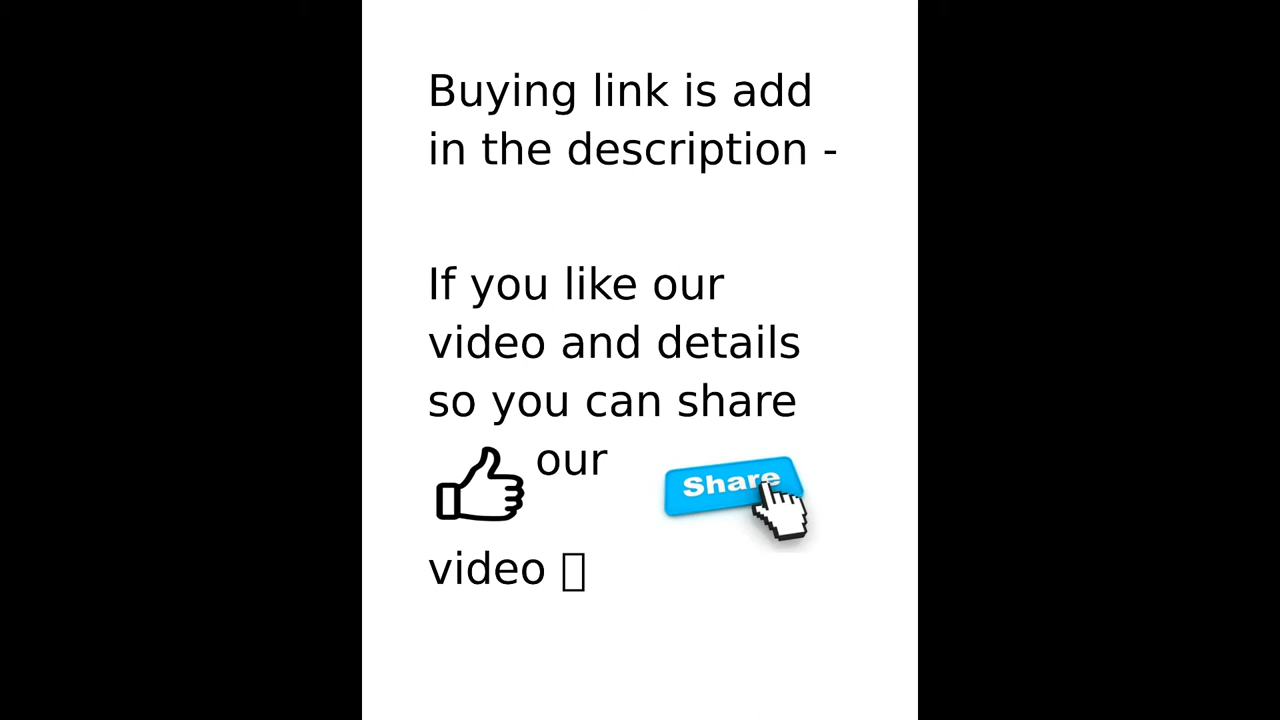 Buying link is add
in the description -
If you like our
video and details
so you can share
our
Share
video